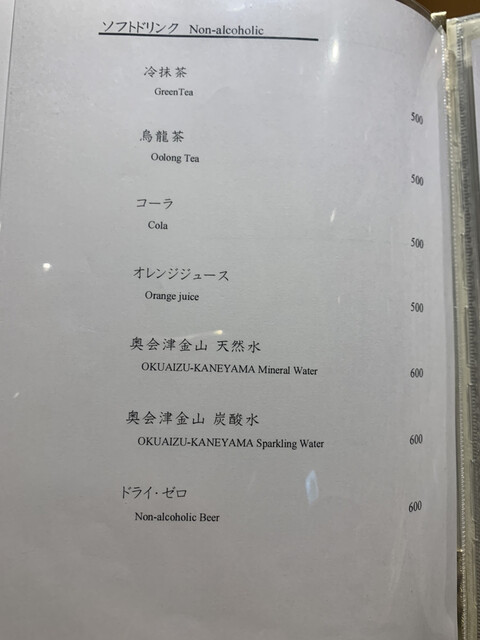 ソフトドリンク Non-alcoholic
冷抹茶
GreenTea
500
烏龍茶
Oolong Tea
500
コーラ
Cola
500
オレンジジュース
Orange juice
500
奥会津金山 天然水
OKUAIZU-KANEYAMA Mineral Water
600
奥会津金山 炭酸水
OKUAIZU-KANEYAMA Sparkling Water
600
ドライ・ゼロ
Non-alcoholic Beer
600